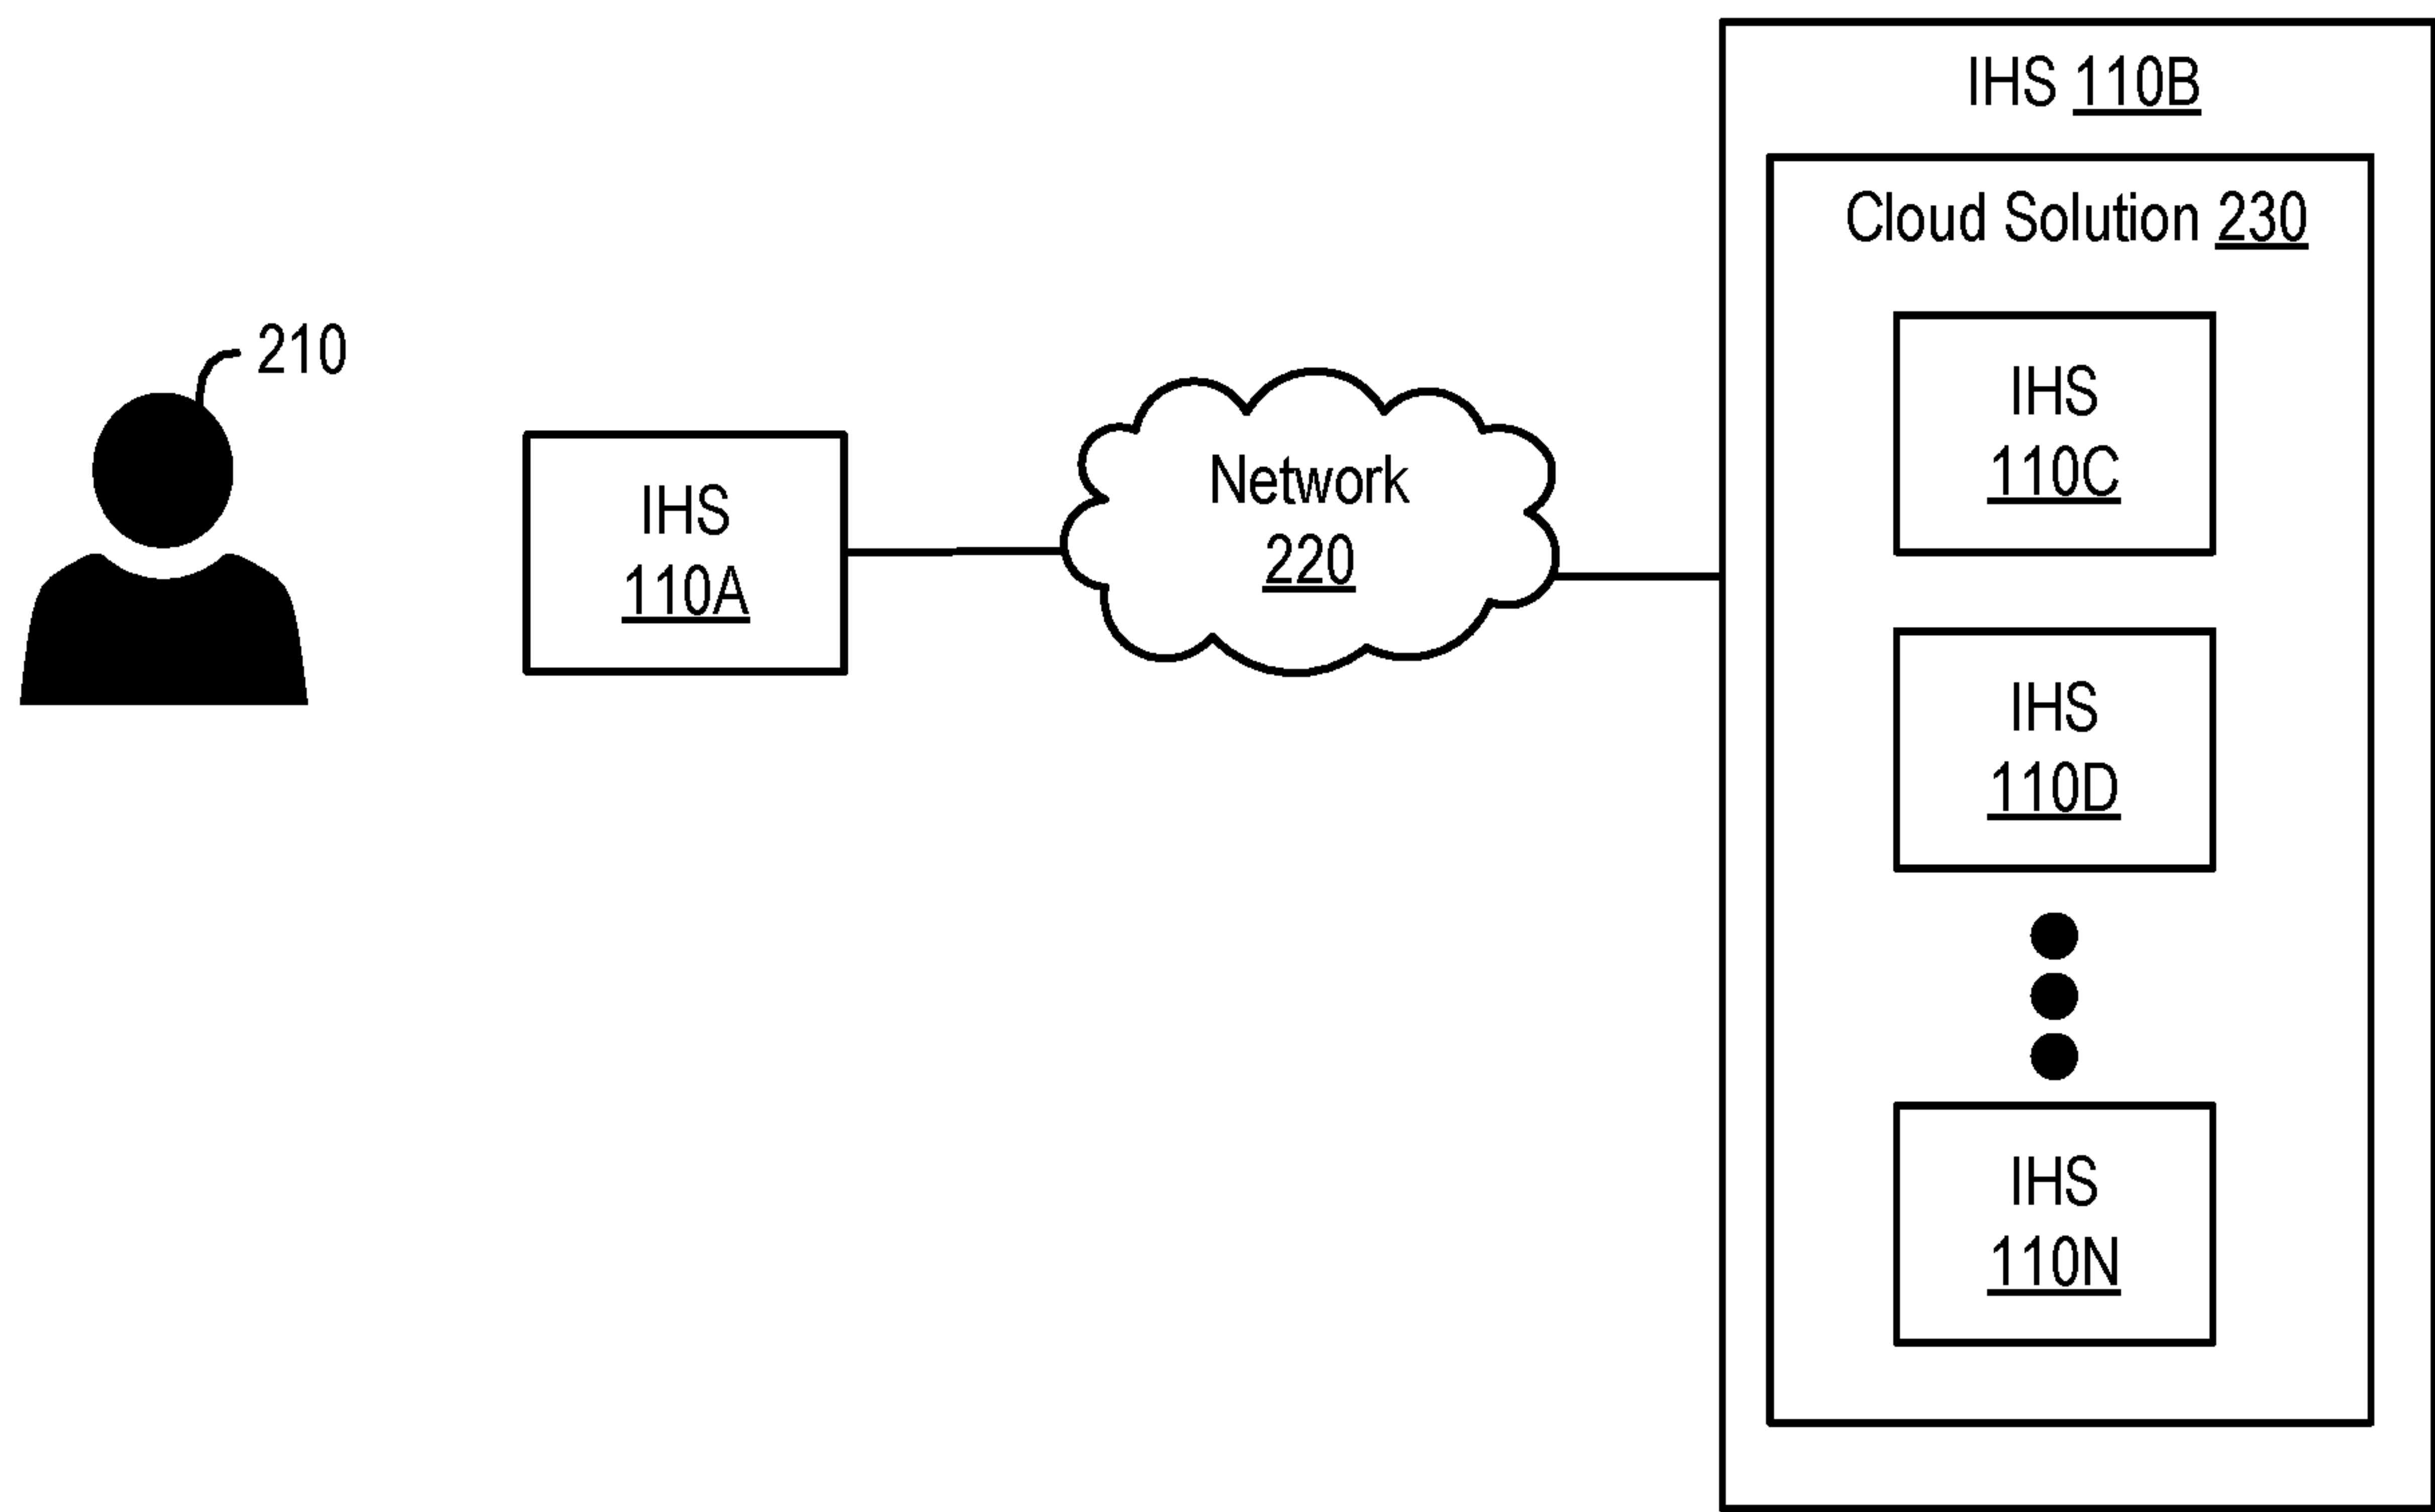 210
IHS
110A
Network
220
IHS 110B
Cloud Solution 230
IHS
110C
IHS
110D
IHS
110N